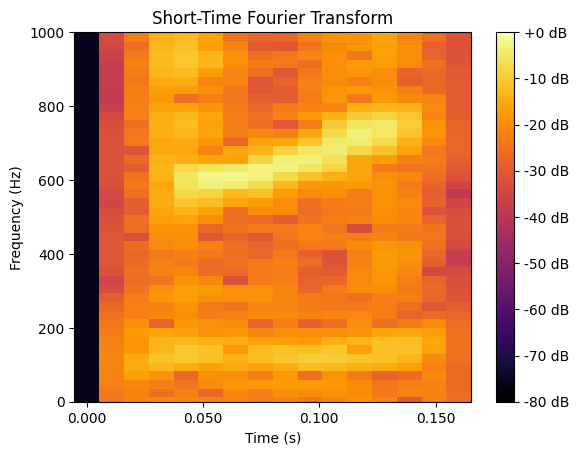 Short-Time Fourier Transform
1000
800
600
400
200
0
Frequency (Hz)
0.000
0.050
0.100
0.150
Time (s)
+0 dB
-10 dB
-20 dB
-30 dB
-40 dB
-50 dB
-60 dB
-70 dB
-80 dB